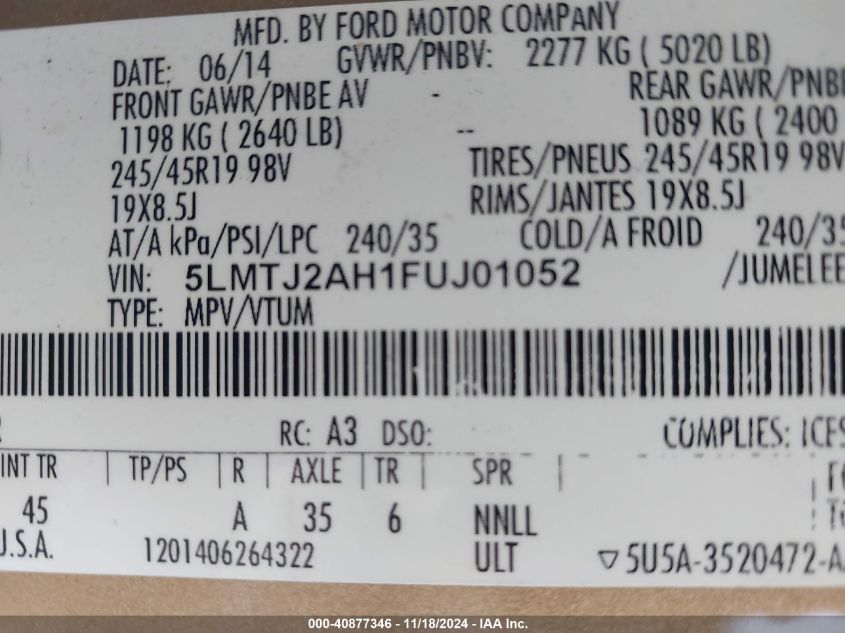 MFD. BY FORD MOTOR COMPANY
DATE: 06/14 GVWR/PNBV: 2277 KG ( 5020 LB)
FRONT GAWR/PNBE AV - REAR GAWR/PNBE
1198 KG ( 2640 LB) -- 1089 KG ( 2400
245/45R19 98V TIRES/PNEUS 245/45R19 98V
19X8.5J RIMS/JANTES 19X8.5J
AT/A kPa/PSI/LPC 240/35 COLD/A FROID 240/35
VIN: 5LMTJ2AH1FUJ01052 /JUMELEE
TYPE: MPV/VTUM
RC: A3 DSO: COMPLIES: ICES
INT TR | TP/PS | R | AXLE | TR | SPR |
45 A 35 6 NNLL
U.S.A. 1201406264322 ULT ▽5U5A-3520472-A
000-40877346 - 11/18/2024 - IAA Inc.